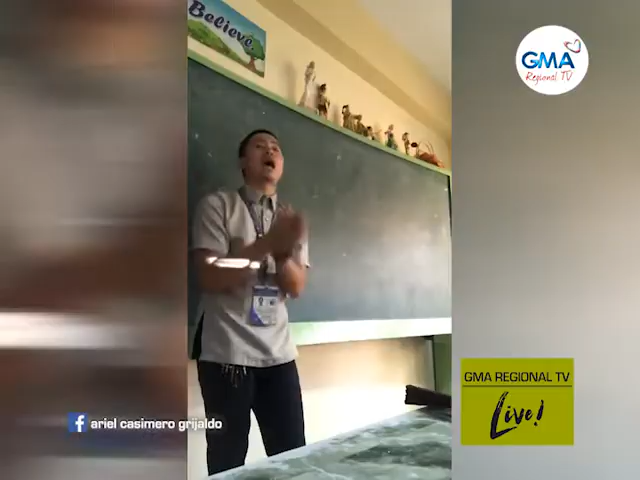 Believe
GMA
Regional TV
GMA REGIONAL TV
Live!
ariel casimero grijaldo